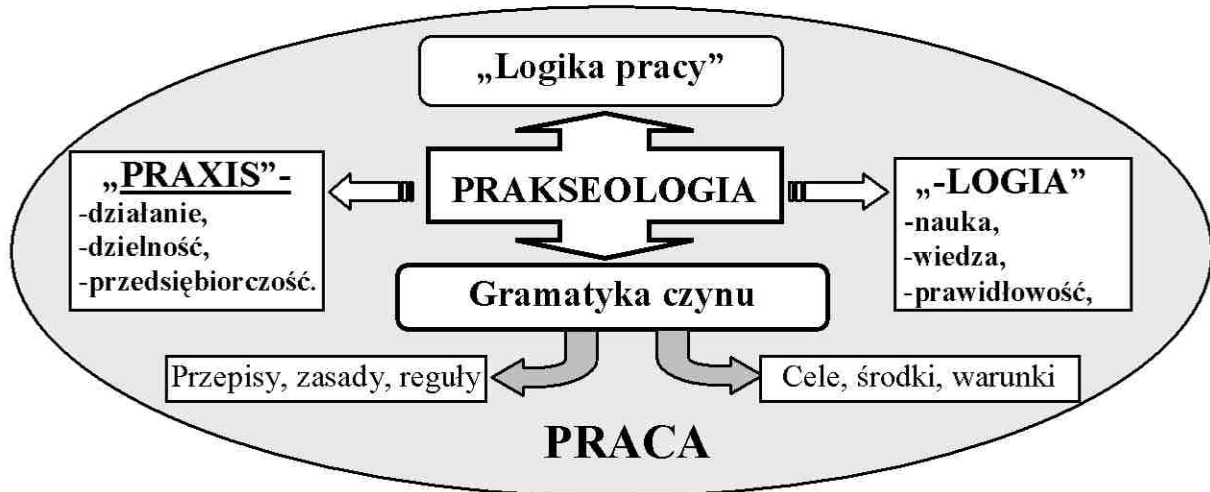 „Logika pracy”
„PRAXIS”-
-działanie,
-dzielność,
-przedsiębiorczość.
PRAKSEOLOGIA
„-LOGIA”
-nauka,
-wiedza,
-prawidłowość,
Gramatyka czynu
Przepisy, zasady, reguły
Cele, środki, warunki
PRACA